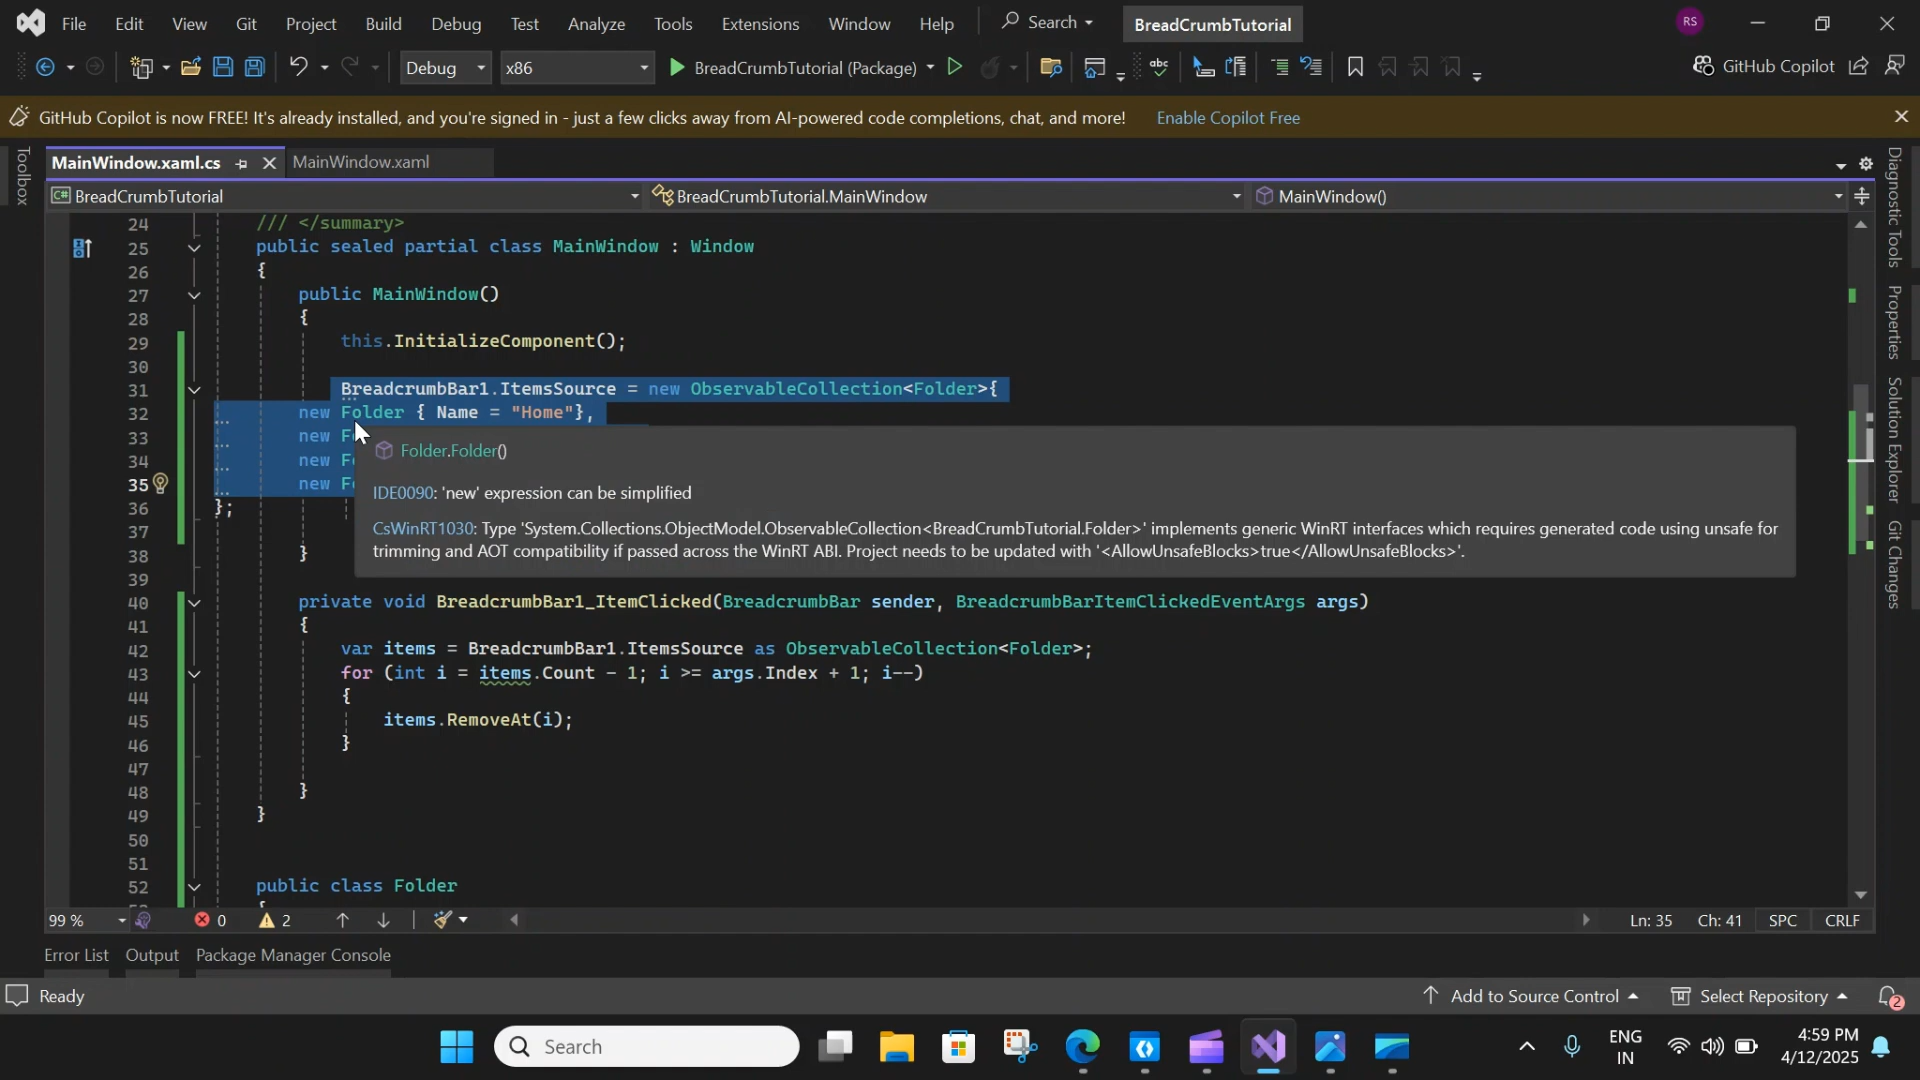 File Edit View Git Project Build Debug Test Analyze Tools Extensions Window Help Search BreadCrumbTutorial RS
Debug x86 BreadCrumbTutorial (Package) GitHub Copilot
GitHub Copilot is now FREE! It's already installed, and you're signed in - just a few clicks away from AI-powered code completions, chat, and more! Enable Copilot Free
Toolbox
MainWindow.xaml.cs MainWindow.xaml
C# BreadCrumbTutorial BreadCrumbTutorial.MainWindow MainWindow()
24 /// </summary>
25 public sealed partial class MainWindow : Window
26 {
27 public MainWindow()
28 {
29 this.InitializeComponent();
30
31 BreadcrumbBar1.ItemsSource = new ObservableCollection<Folder>{
32 new Folder { Name = "Home"},
33 new
34 new
35 new
36 };
37
38 }
39
40 private void BreadcrumbBar1_ItemClicked(BreadcrumbBar sender, BreadcrumbBarItemClickedEventArgs args)
41 {
42 var items = BreadcrumbBar1.ItemsSource as ObservableCollection<Folder>;
43 for (int i = items.Count - 1; i >= args.Index + 1; i--)
44 {
45 items.RemoveAt(i);
46 }
47
48 }
49 }
50
51
52 public class Folder
Folder.Folder()
IDE0090: 'new' expression can be simplified
CsWinRT1030: Type 'System.Collections.ObjectModel.ObservableCollection<BreadCrumbTutorial.Folder>' implements generic WinRT interfaces which requires generated code using unsafe for
trimming and AOT compatibility if passed across the WinRT ABI. Project needs to be updated with '<AllowUnsafeBlocks>true</AllowUnsafeBlocks>'.
Diagnostic Tools
Properties
Solution Explorer
Git Changes
99 % 0 2 Ln: 35 Ch: 41 SPC CRLF
Error List Output Package Manager Console
Ready Add to Source Control Select Repository 2
Search ENG
IN 4:59 PM
4/12/2025